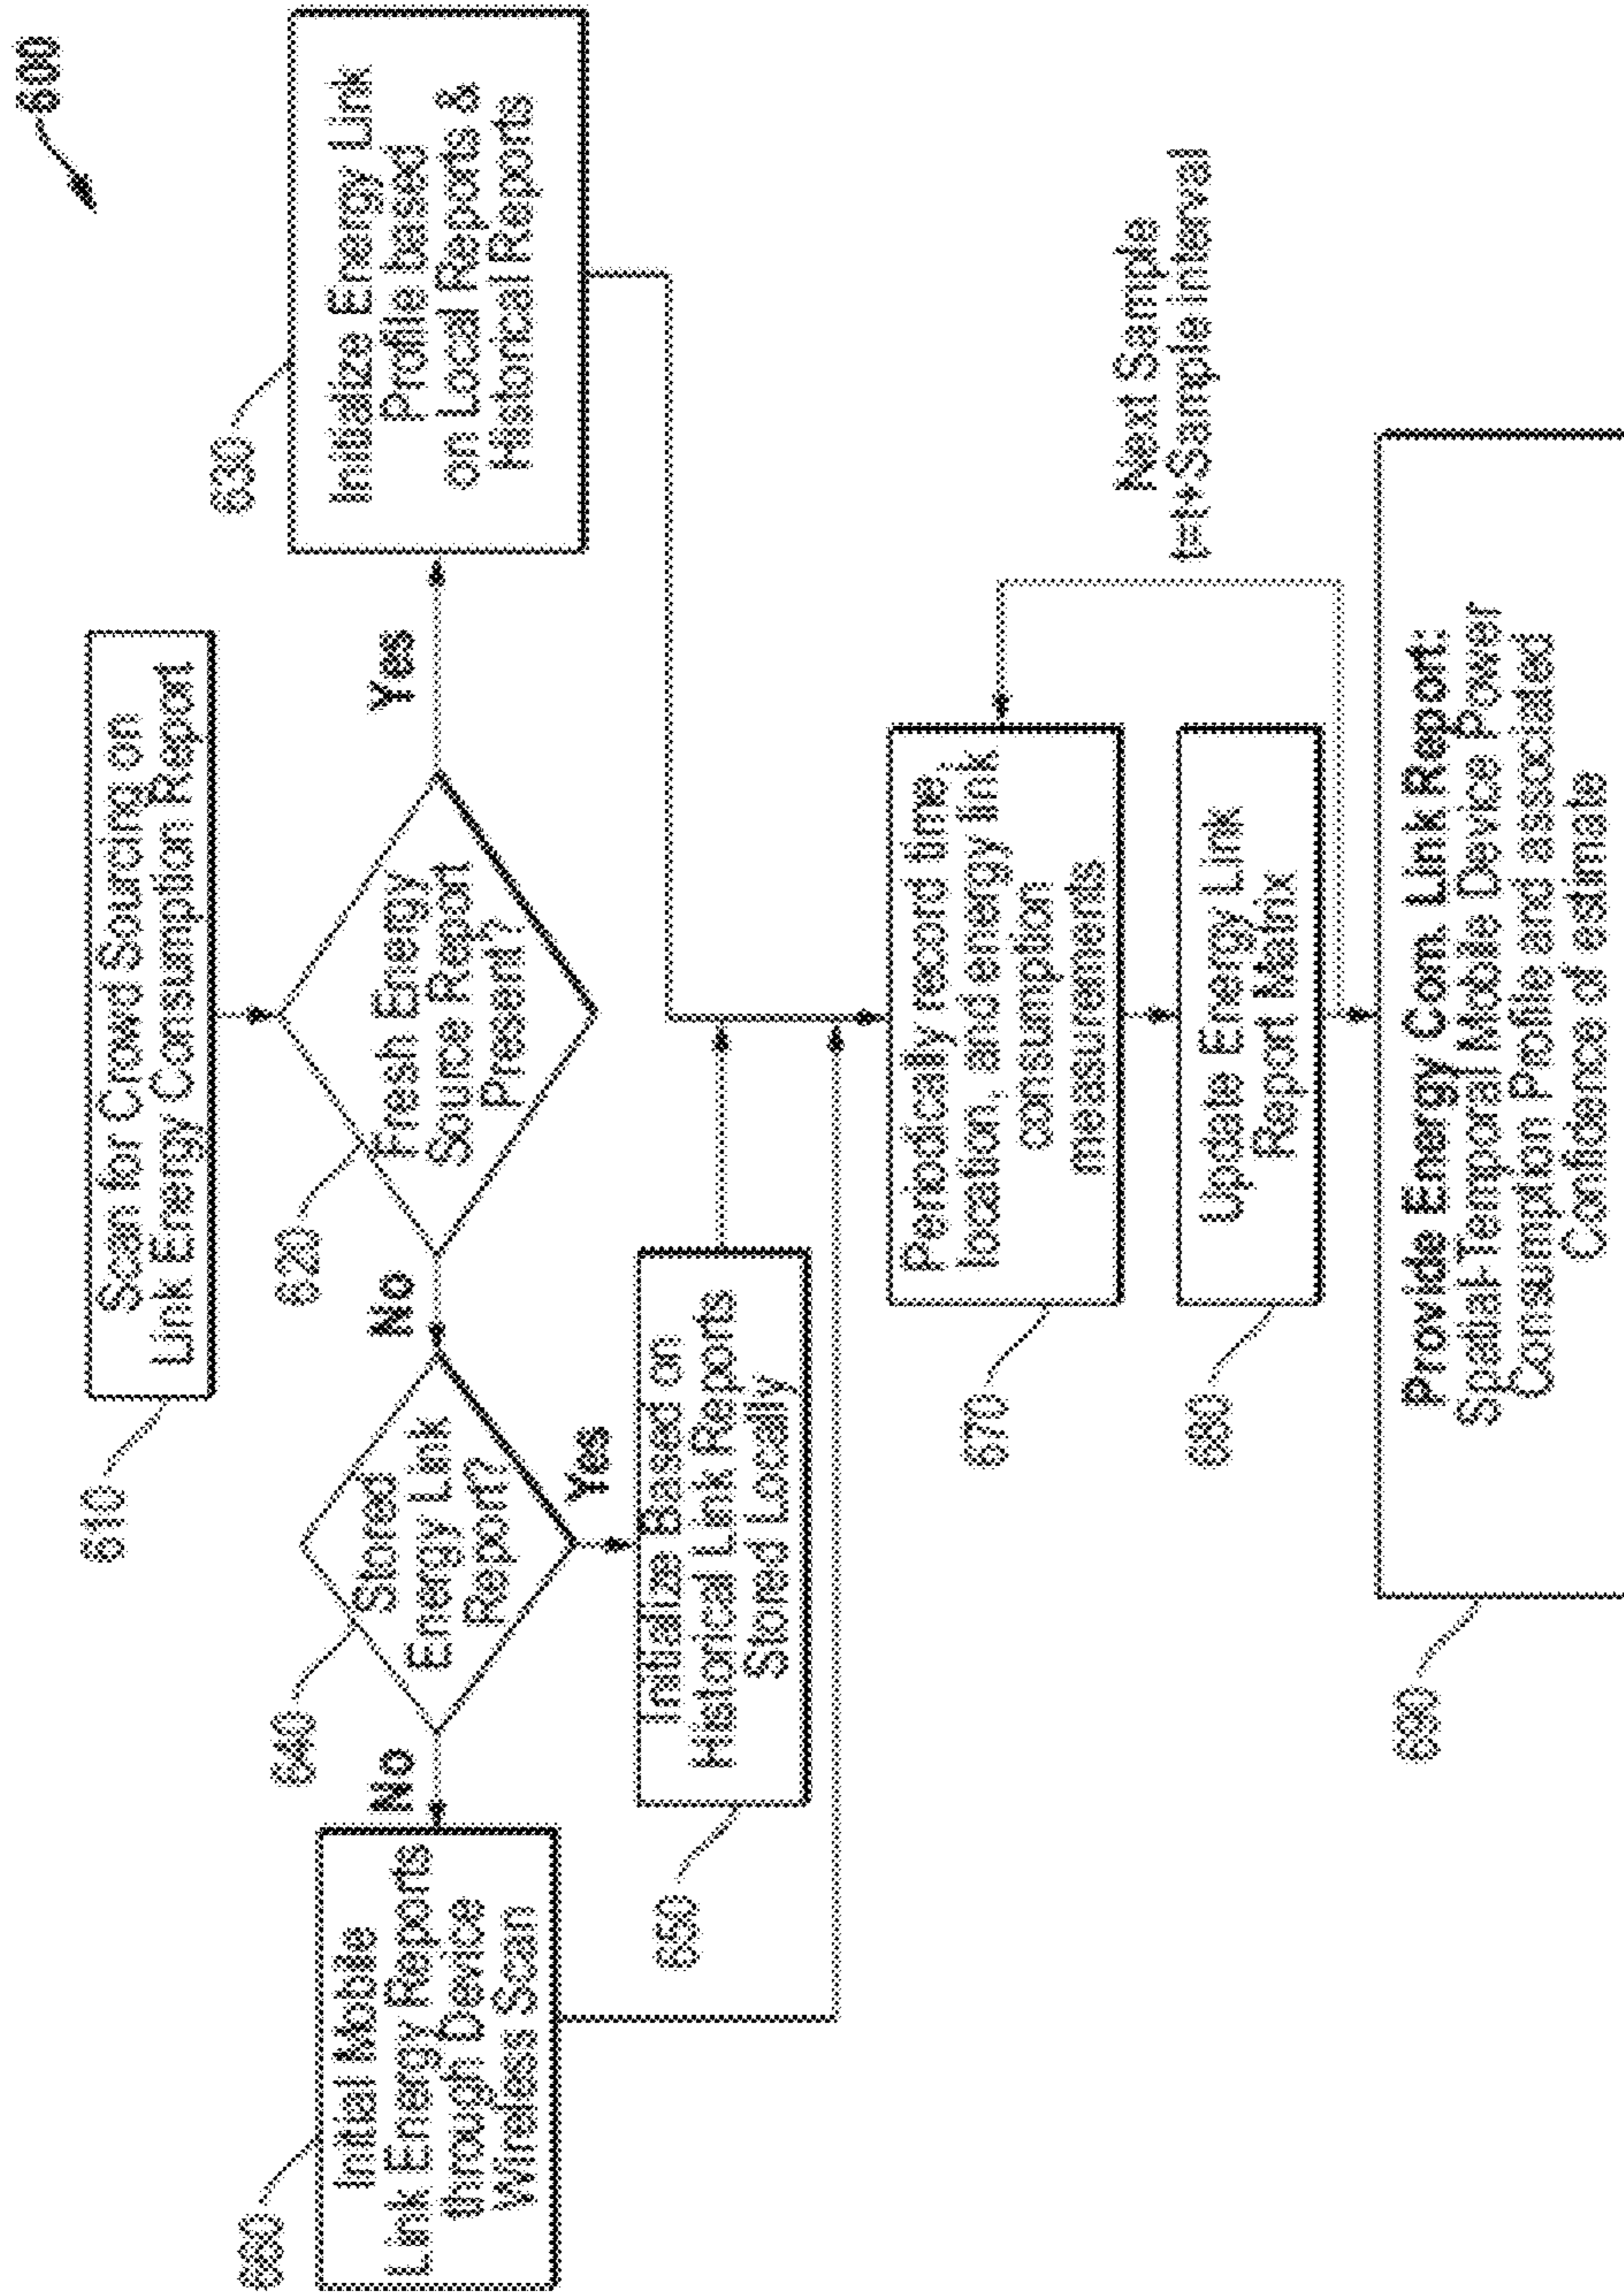 600
610
Scan for Crowd Sourcing on
Link Energy Consumption Report
620
Fresh Energy
Source Report
Present?
Yes
No
630
Initialize Energy Link
Profile based
on Local Reports &
Historical Reports
640
Stored
Energy Link
Report?
Yes
No
650
Initialize Based on
Historical Link Reports
Stored Locally
660
Initial Mobile
Link Energy Reports
through Device
Wireless Scan
670
Periodically record time,
location, and energy link
consumption
measurements
Next Sample
t=t+Sample interval
680
Update Energy Link
Report Matrix
690
Provide Energy Com. Link Report:
Spatial-Temporal Mobile Device Power
Consumption Profile and associated
Confidence of estimate